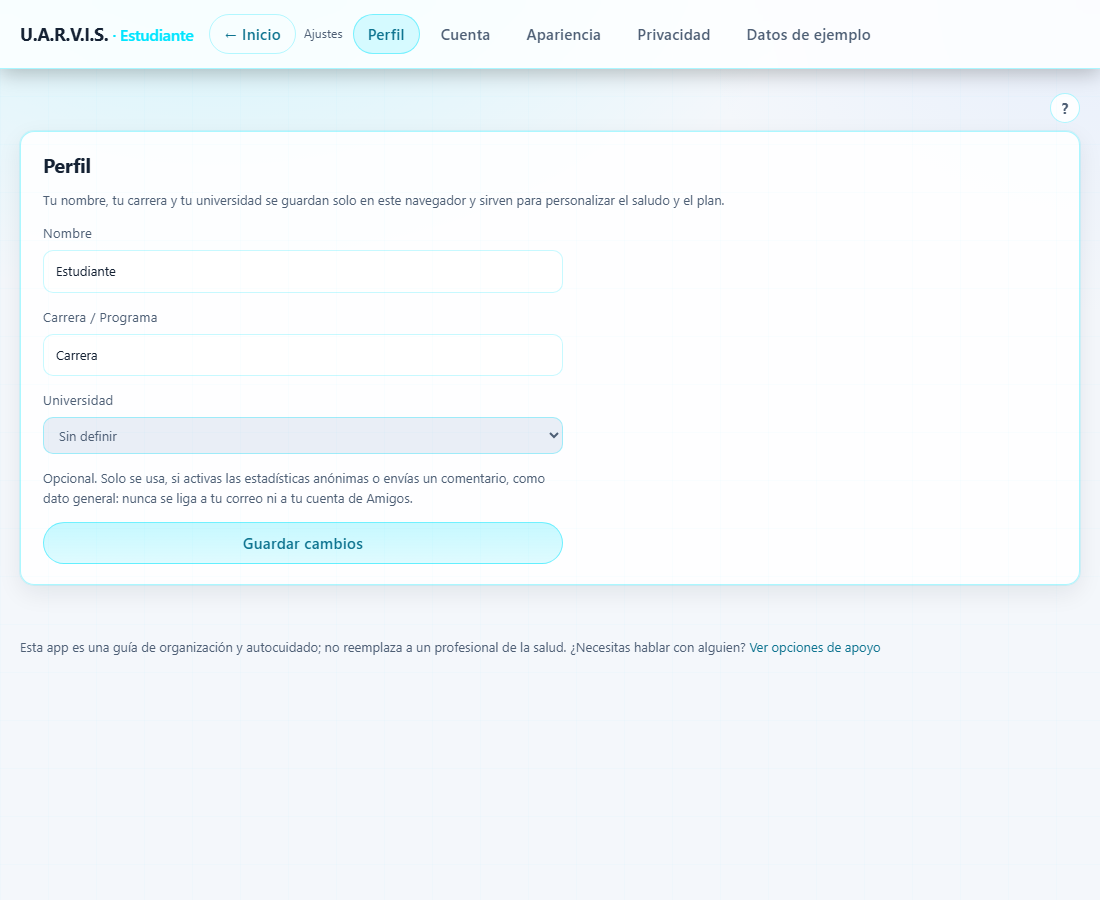 U.A.R.V.I.S. · Estudiante ← Inicio Ajustes Perfil Cuenta Apariencia Privacidad Datos de ejemplo
?
Perfil
Tu nombre, tu carrera y tu universidad se guardan solo en este navegador y sirven para personalizar el saludo y el plan.
Nombre
Estudiante
Carrera / Programa
Carrera
Universidad
Sin definir
Opcional. Solo se usa, si activas las estadísticas anónimas o envías un comentario, como
dato general: nunca se liga a tu correo ni a tu cuenta de Amigos.
Guardar cambios
Esta app es una guía de organización y autocuidado; no reemplaza a un profesional de la salud. ¿Necesitas hablar con alguien? Ver opciones de apoyo